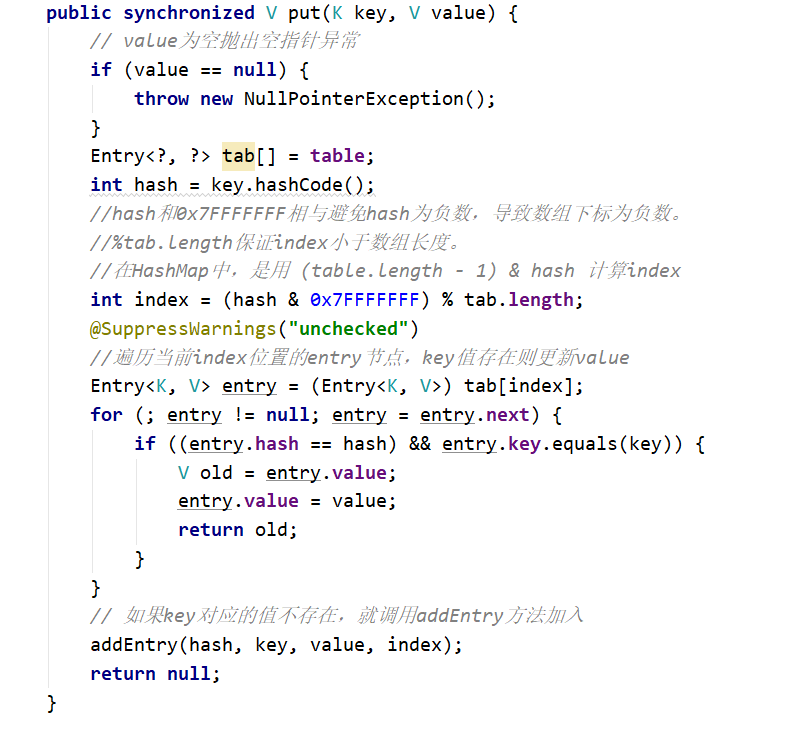 public synchronized V put(K key, V value) {
// value为空抛出空指针异常
if (value == null) {
throw new NullPointerException();
}
Entry<?, ?> tab[] = table;
int hash = key.hashCode();
//hash和0x7FFFFFFF相与避免hash为负数，导致数组下标为负数。
//%tab.length保证index小于数组长度。
//在HashMap中，是用 (table.length - 1) & hash 计算index
int index = (hash & 0x7FFFFFFF) % tab.length;
@SuppressWarnings("unchecked")
//遍历当前index位置的entry节点，key值存在则更新value
Entry<K, V> entry = (Entry<K, V>) tab[index];
for (; entry != null; entry = entry.next) {
if ((entry.hash == hash) && entry.key.equals(key)) {
V old = entry.value;
entry.value = value;
return old;
}
}
// 如果key对应的值不存在，就调用addEntry方法加入
addEntry(hash, key, value, index);
return null;
}